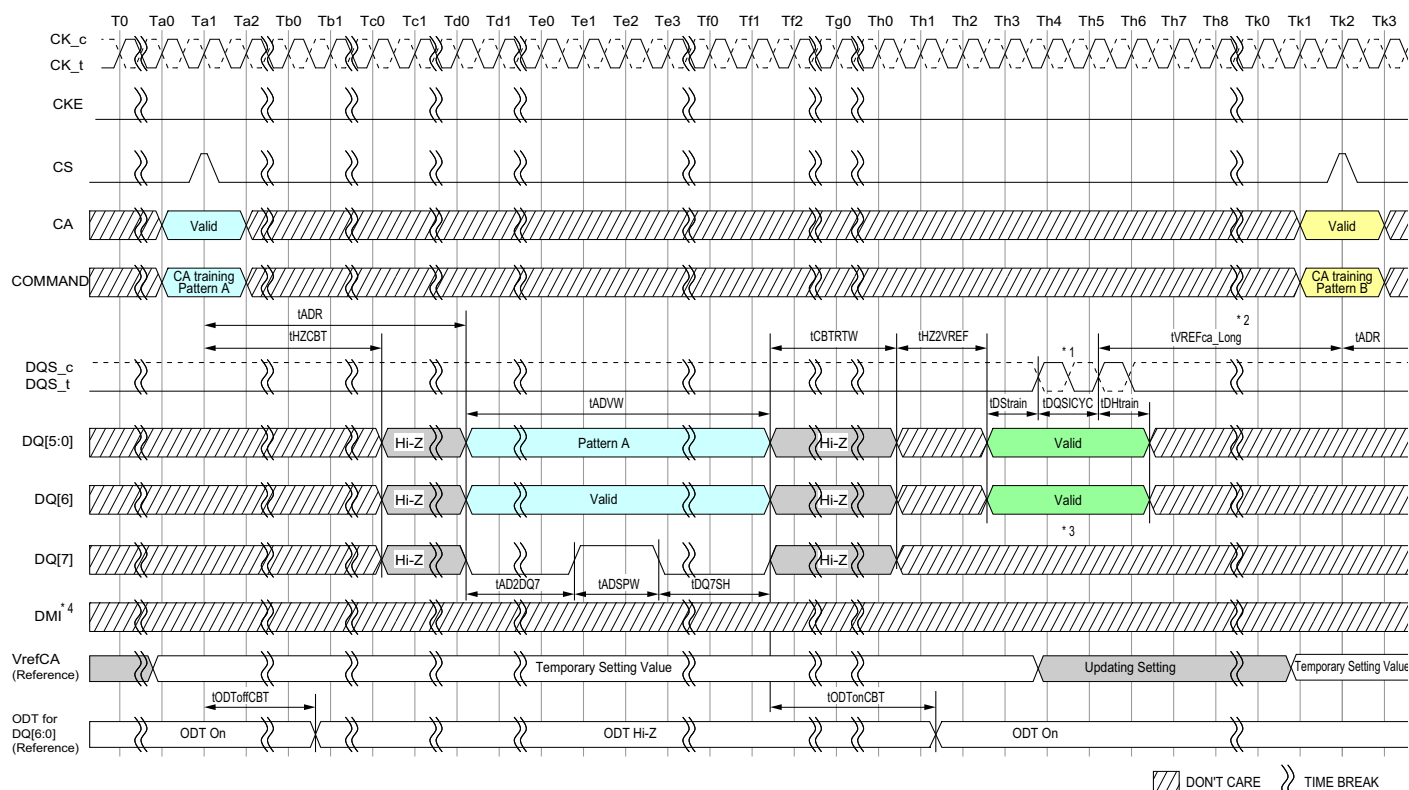 T0 Ta0 Ta1 Ta2 Tb0 Tb1 Tc0 Tc1 Td0 Td1 Te0 Te1 Te2 Te3 Tf0 Tf1 Tf2 Tg0 Th0 Th1 Th2 Th3 Th4 Th5 Th6 Th7 Th8 Tk0 Tk1 Tk2 Tk3
CK_c
CK_t
CKE
CS
CA Valid Valid
COMMAND CA training Pattern A CA training Pattern B
tADR * 2
tHZCBT tCBTRTW tHZ2VREF * 1 tVREFca_Long tADR
DQS_c
DQS_t
tADVW tDStrain tDQSICYC tDHtrain
DQ[5:0] Hi-Z Pattern A Hi-Z Valid
DQ[6] Hi-Z Valid Hi-Z Valid
* 3
DQ[7] Hi-Z Hi-Z
tAD2DQ7 tADSPW tDQ7SH
DMI* 4
VrefCA
(Reference) Temporary Setting Value Updating Setting Temporary Setting Value
tODToffCBT tODTonCBT
ODT for
DQ[6:0] ODT On ODT Hi-Z ODT On
(Reference)
DON'T CARE TIME BREAK